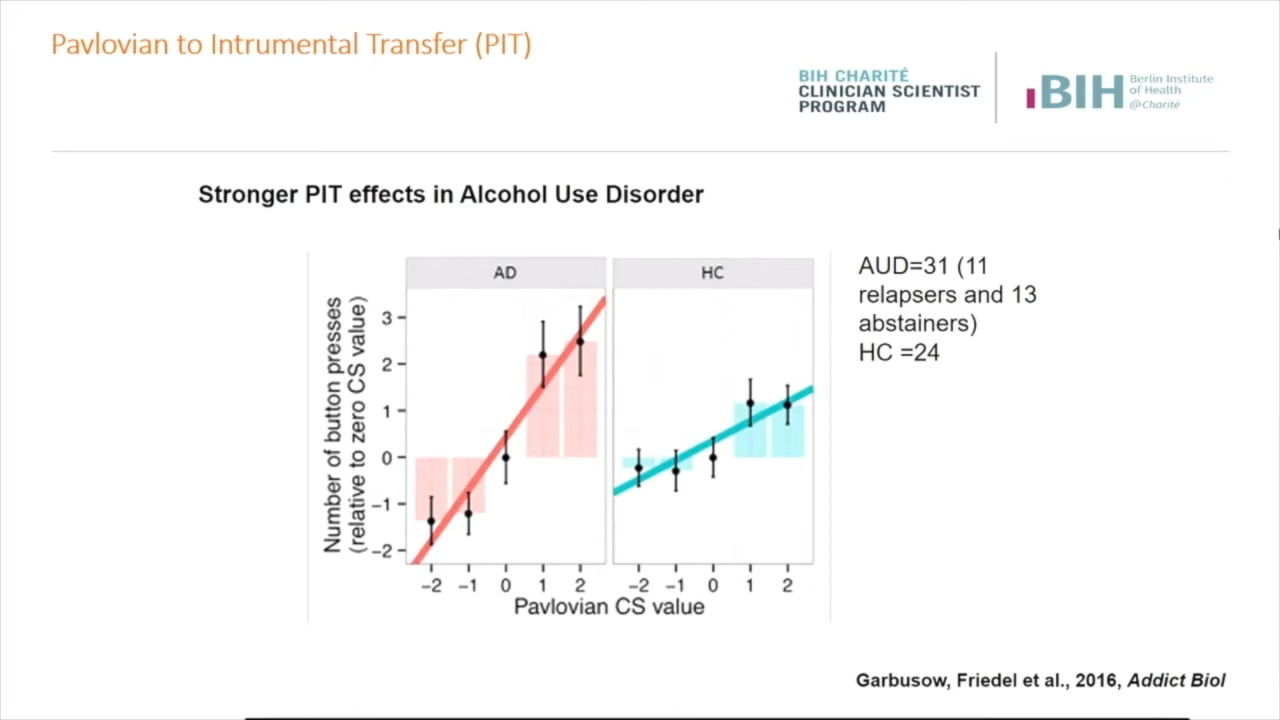 Pavlovian to Intrumental Transfer (PIT)
BIH CHARITÉ
CLINICIAN SCIENTIST
PROGRAM
BIH
Berlin Institute
of Health
@Charité
Stronger PIT effects in Alcohol Use Disorder
AD
HC
Number of button presses
(relative to zero CS value)
3
2
1
0
−1
−2
−2 −1 0 1 2
−2 −1 0 1 2
Pavlovian CS value
AUD=31 (11
relapsers and 13
abstainers)
HC =24
Garbusow, Friedel et al., 2016, Addict Biol